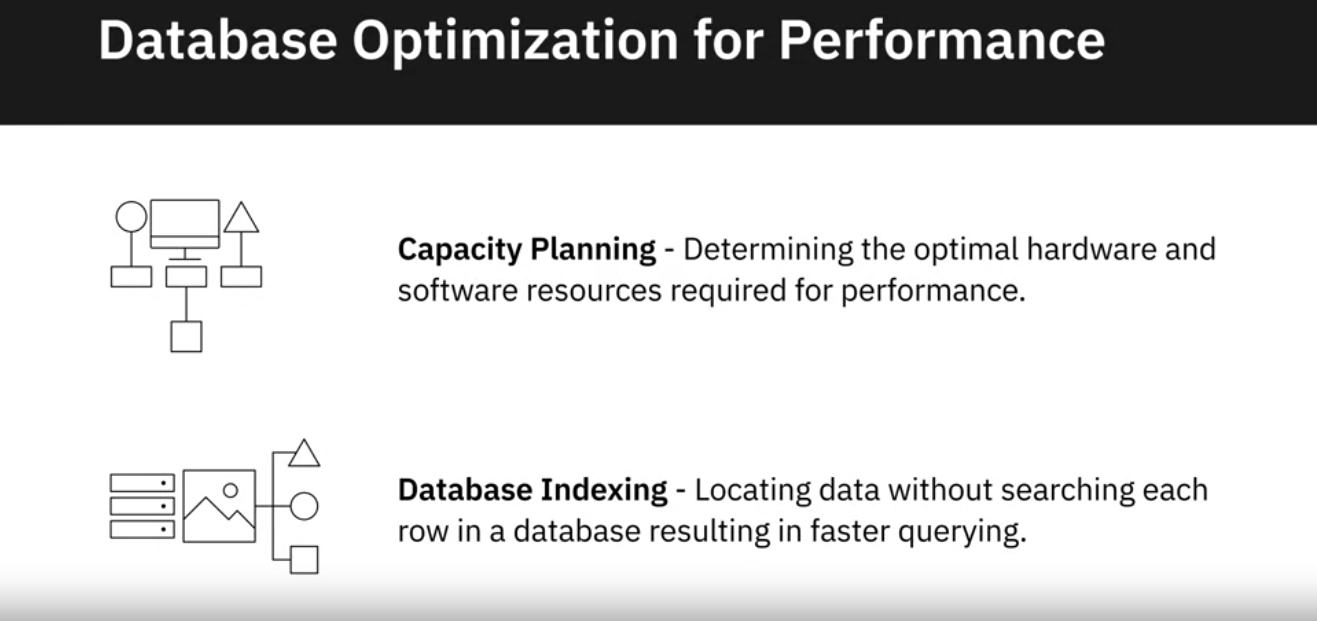 Database Optimization for Performance
Capacity Planning - Determining the optimal hardware and
software resources required for performance.
Database Indexing - Locating data without searching each
row in a database resulting in faster querying.